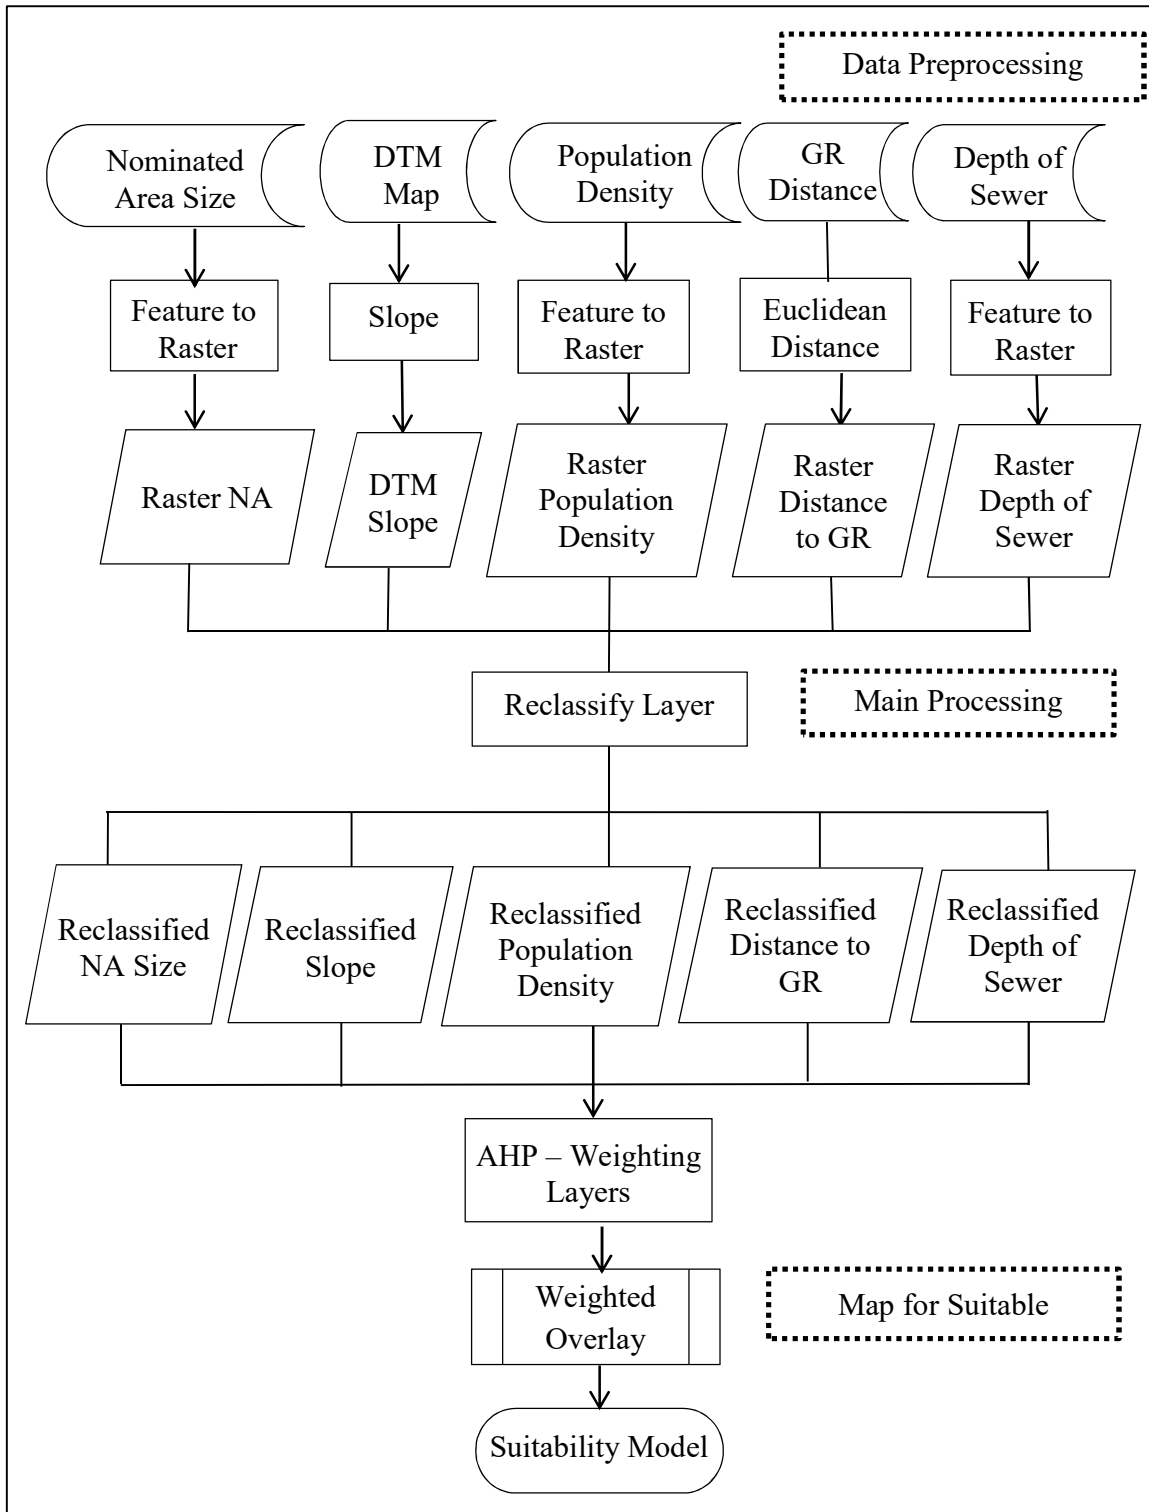 Data Preprocessing
Nominated
Area Size
DTM
Map
Population
Density
GR
Distance
Depth of
Sewer
Feature to
Raster
Slope
Feature to
Raster
Euclidean
Distance
Feature to
Raster
Raster NA
DTM
Slope
Raster
Population
Density
Raster
Distance
to GR
Raster
Depth of
Sewer
Reclassify Layer
Main Processing
Reclassified
NA Size
Reclassified
Slope
Reclassified
Population
Density
Reclassified
Distance to
GR
Reclassified
Depth of
Sewer
AHP – Weighting
Layers
Weighted
Overlay
Map for Suitable
Suitability Model